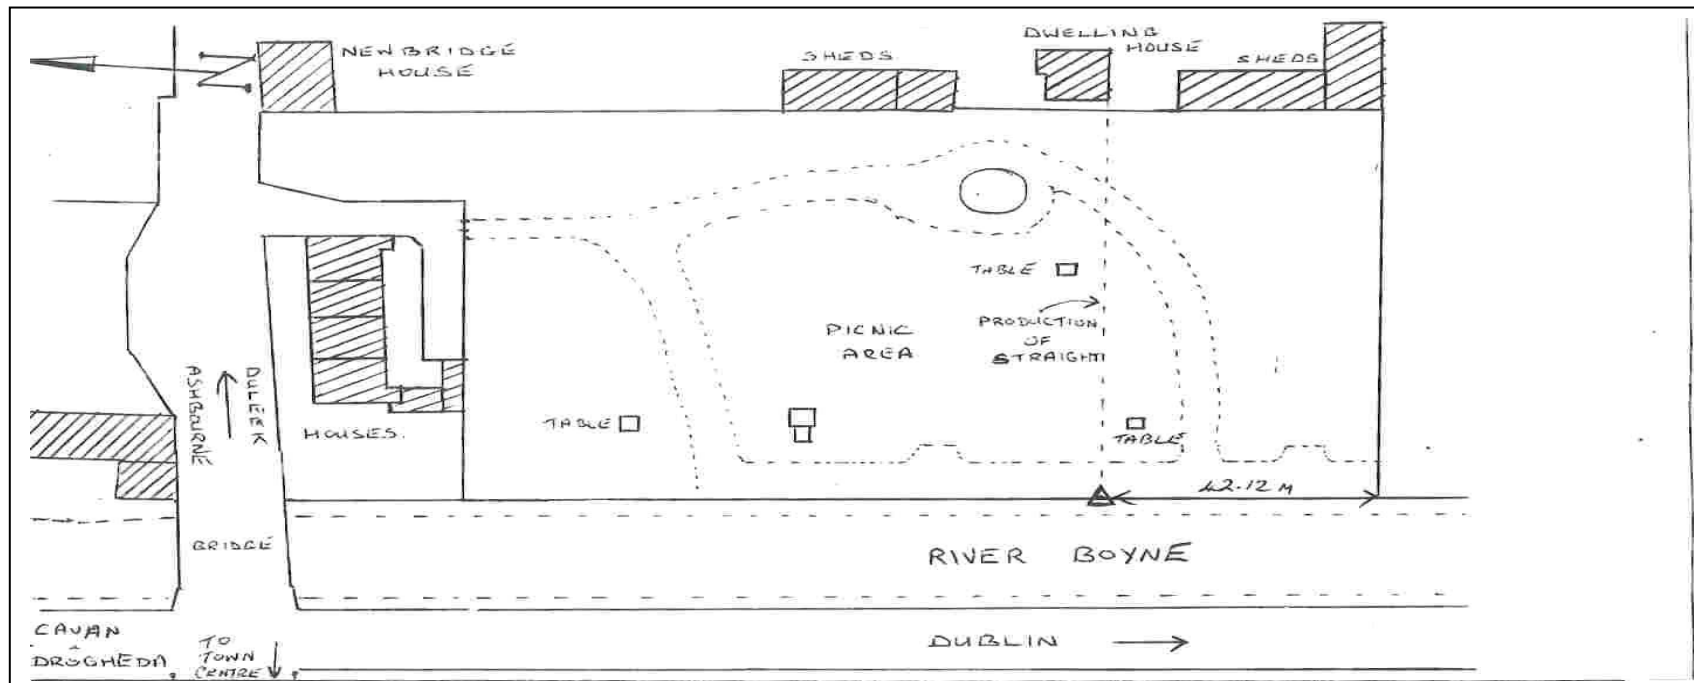 N
NEWBRIDGE
HOUSE
SHEDS
DWELLING
HOUSE
SHEDS
TABLE
PRODUCTION
OF
STRAIGHT
PICNIC
AREA
DULEEK
ASHBOURNE
HOUSES.
TABLE
TABLE
42.12 M
BRIDGE
RIVER BOYNE
CAVAN
DROGHEDA
TO
TOWN
CENTRE
DUBLIN